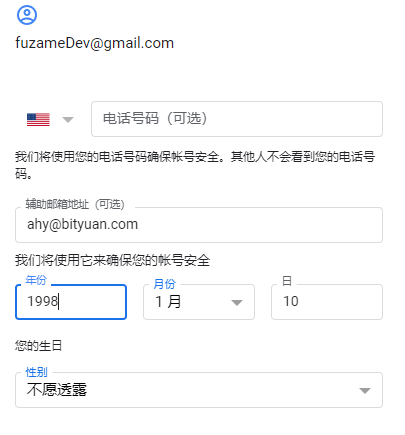 fuzameDev@gmail.com
电话号码（可选）
我们将使用您的电话号码确保帐号安全。其他人不会看到您的电话号
码。
辅助邮箱地址（可选）
ahy@bityuan.com
我们将使用它来确保您的帐号安全
年份 月份 日
1998 1 月 10
您的生日
性别
不愿透露